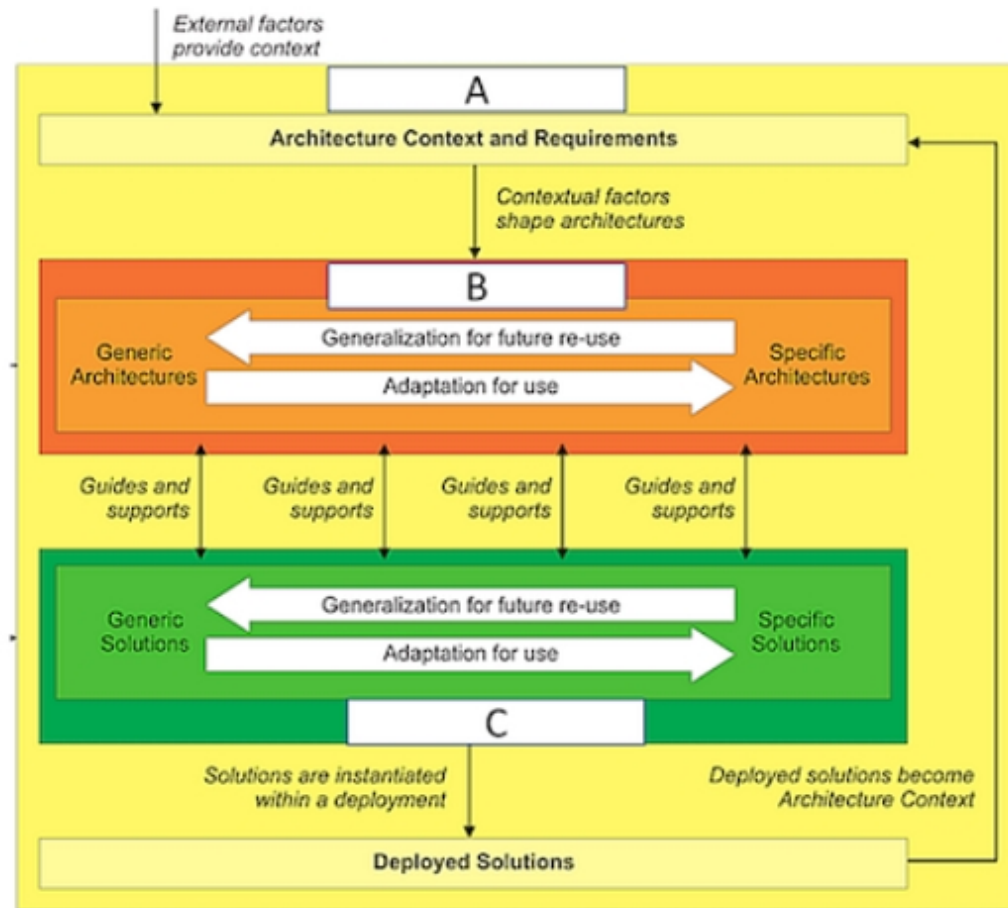 External factors
provide context
A
Architecture Context and Requirements
Contextual factors
shape architectures
B
Generic
Architectures
Generalization for future re-use
Adaptation for use
Specific
Architectures
Guides and
supports
Guides and
supports
Guides and
supports
Guides and
supports
Generic
Solutions
Generalization for future re-use
Adaptation for use
Specific
Solutions
C
Solutions are instantiated
within a deployment
Deployed solutions become
Architecture Context
Deployed Solutions